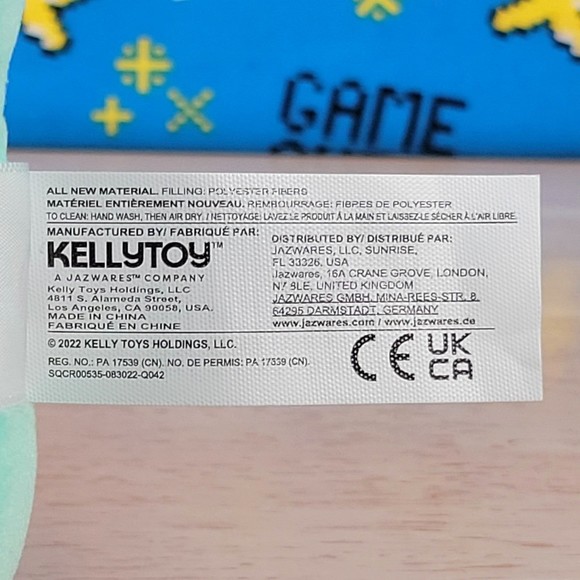 GAME
ALL NEW MATERIAL. FILLING: POLYESTER FIBERS
MATÉRIEL ENTIÈREMENT NOUVEAU. REMBOURRAGE: FIBRES DE POLYESTER
TO CLEAN: HAND WASH, THEN AIR DRY. / NETTOYAGE: LAVEZ LE PRODUIT À LA MAIN ET LAISSEZ LE SÉCHER À L'AIR LIBRE.
MANUFACTURED BY/ FABRIQUÉ PAR:
KELLYTOY™
A JAZWARES™ COMPANY
Kelly Toys Holdings, LLC
4811 S. Alameda Street,
Los Angeles, CA 90058, USA.
MADE IN CHINA
FABRIQUÉ EN CHINE
DISTRIBUTED BY/ DISTRIBUÉ PAR:
JAZWARES, LLC, SUNRISE,
FL 33326, USA
Jazwares, 16A CRANE GROVE, LONDON,
UNITED KINGDOM
JAZWARES GMBH, MINA-REES-STR. 8,
64295 DARMSTADT, GERMANY
www.jazwares.com / www.jazwares.de
© 2022 KELLY TOYS HOLDINGS, LLC.
REG. NO.: PA 17539 (CN). NO. DE PERMIS: PA 17539 (CN).
SQCR00535-083022-Q042
CE
UK
CA